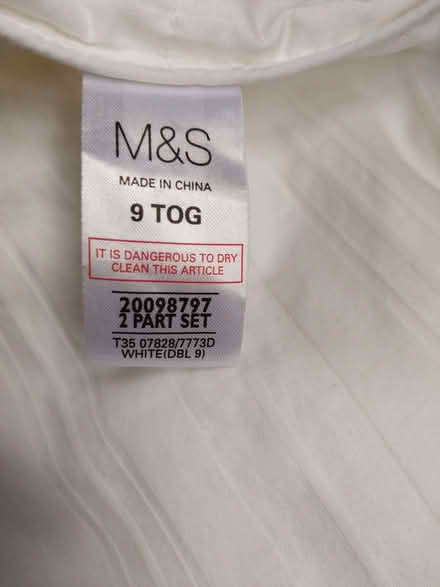 M&S
MADE IN CHINA
9 TOG
IT IS DANGEROUS TO DRY
CLEAN THIS ARTICLE
20098797
2 PART SET
T35 07828/7773D
WHITE(DBL 9)